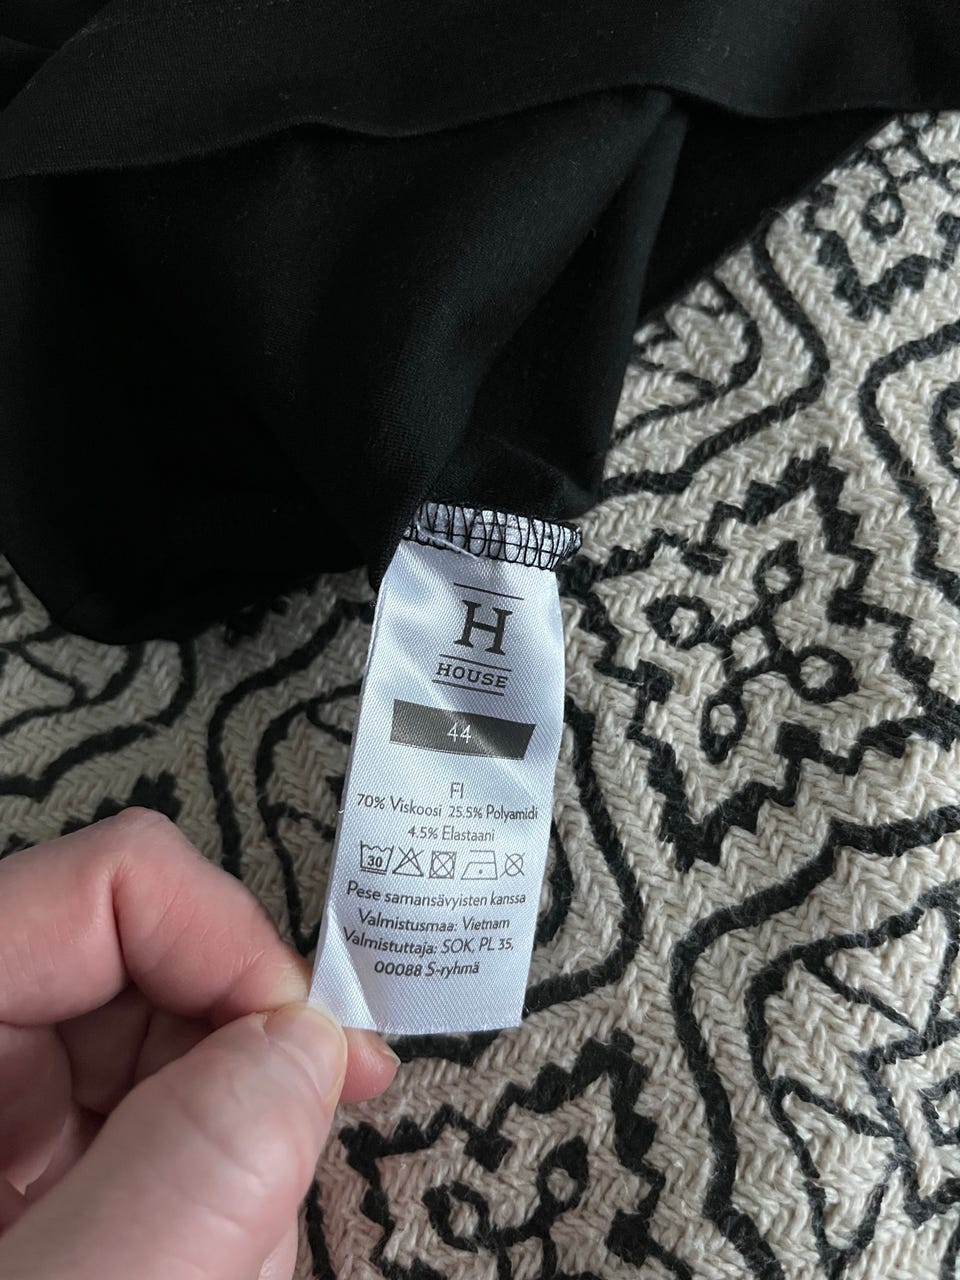 H
HOUSE
44
FI
70% Viskoosi 25.5% Polyamidi
4.5% Elastaani
30
Pese samansävyisten kanssa
Valmistusmaa: Vietnam
Valmistuttaja: SOK, PL 35,
00088 S-ryhmä